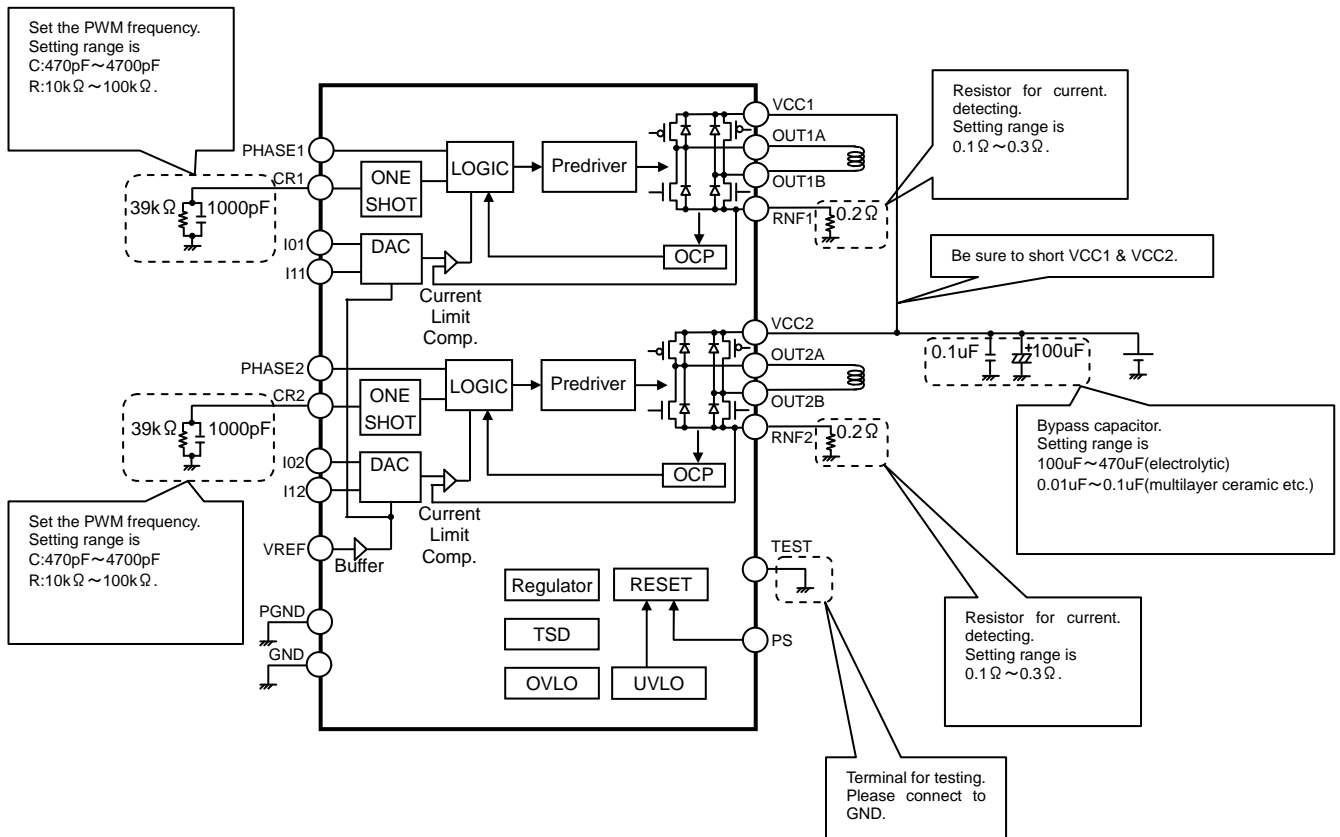 Set the PWM frequency.
Setting range is
C:470pF～4700pF
R:10kΩ～100kΩ.
Resistor for current.
detecting.
Setting range is
0.1Ω～0.3Ω.
VCC1
OUT1A
OUT1B
RNF1
0.2Ω
PHASE1
CR1
39kΩ
1000pF
I01
I11
ONE
SHOT
LOGIC
Predriver
DAC
OCP
Current
Limit
Comp.
Be sure to short VCC1 & VCC2.
VCC2
OUT2A
OUT2B
RNF2
0.2Ω
0.1uF
+
100uF
PHASE2
CR2
39kΩ
1000pF
I02
I12
ONE
SHOT
LOGIC
Predriver
DAC
OCP
Current
Limit
Comp.
VREF
Buffer
Bypass capacitor.
Setting range is
100uF～470uF(electrolytic)
0.01uF～0.1uF(multilayer ceramic etc.)
Set the PWM frequency.
Setting range is
C:470pF～4700pF
R:10kΩ～100kΩ.
TEST
Regulator
RESET
PGND
TSD
PS
GND
OVLO
UVLO
Resistor for current.
detecting.
Setting range is
0.1Ω～0.3Ω.
Terminal for testing.
Please connect to
GND.